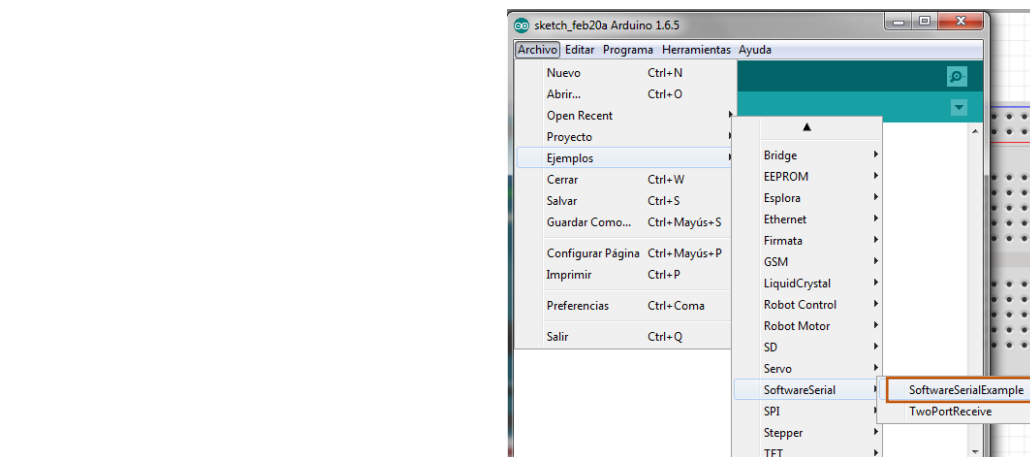 sketch_feb20a Arduino 1.6.5
Archivo Editar Programa Herramientas Ayuda
Nuevo Ctrl+N
Abrir... Ctrl+O
Open Recent
Proyecto
Ejemplos
Cerrar Ctrl+W
Salvar Ctrl+S
Guardar Como... Ctrl+Mayús+S
Configurar Página Ctrl+Mayús+P
Imprimir Ctrl+P
Preferencias Ctrl+Coma
Salir Ctrl+Q
Bridge
EEPROM
Esplora
Ethernet
Firmata
GSM
LiquidCrystal
Robot Control
Robot Motor
SD
Servo
SoftwareSerial
SPI
Stepper
TFT
SoftwareSerialExample
TwoPortReceive